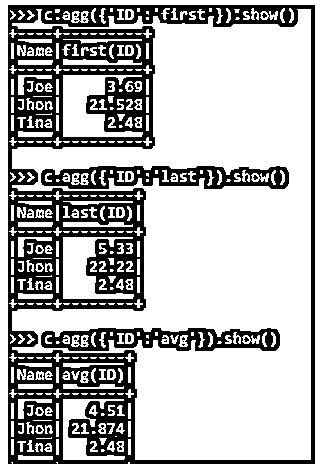 >>> c.agg({'ID':'first'}).show()
+----+---------+
|Name|first(ID)|
+----+---------+
| Joe|     3.69|
|Jhon|   21.528|
|Tina|     2.48|
+----+---------+
>>> c.agg({'ID':'last'}).show()
+----+--------+
|Name|last(ID)|
+----+--------+
| Joe|    5.33|
|Jhon|   22.22|
|Tina|    2.48|
+----+--------+
>>> c.agg({'ID':'avg'}).show()
+----+-------+
|Name|avg(ID)|
+----+-------+
| Joe|   4.51|
|Jhon| 21.874|
|Tina|   2.48|